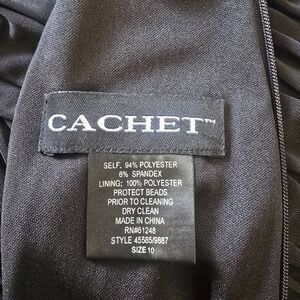 CACHET™
SELF: 94% POLYESTER
6% SPANDEX
LINING: 100% POLYESTER
PROTECT BEADS
PRIOR TO CLEANING
DRY CLEAN
MADE IN CHINA
RN#61248
STYLE 45585/9887
SIZE 10